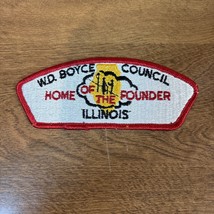 W.D. BOYCE COUNCIL
HOME OF THE FOUNDER
ILLINOIS